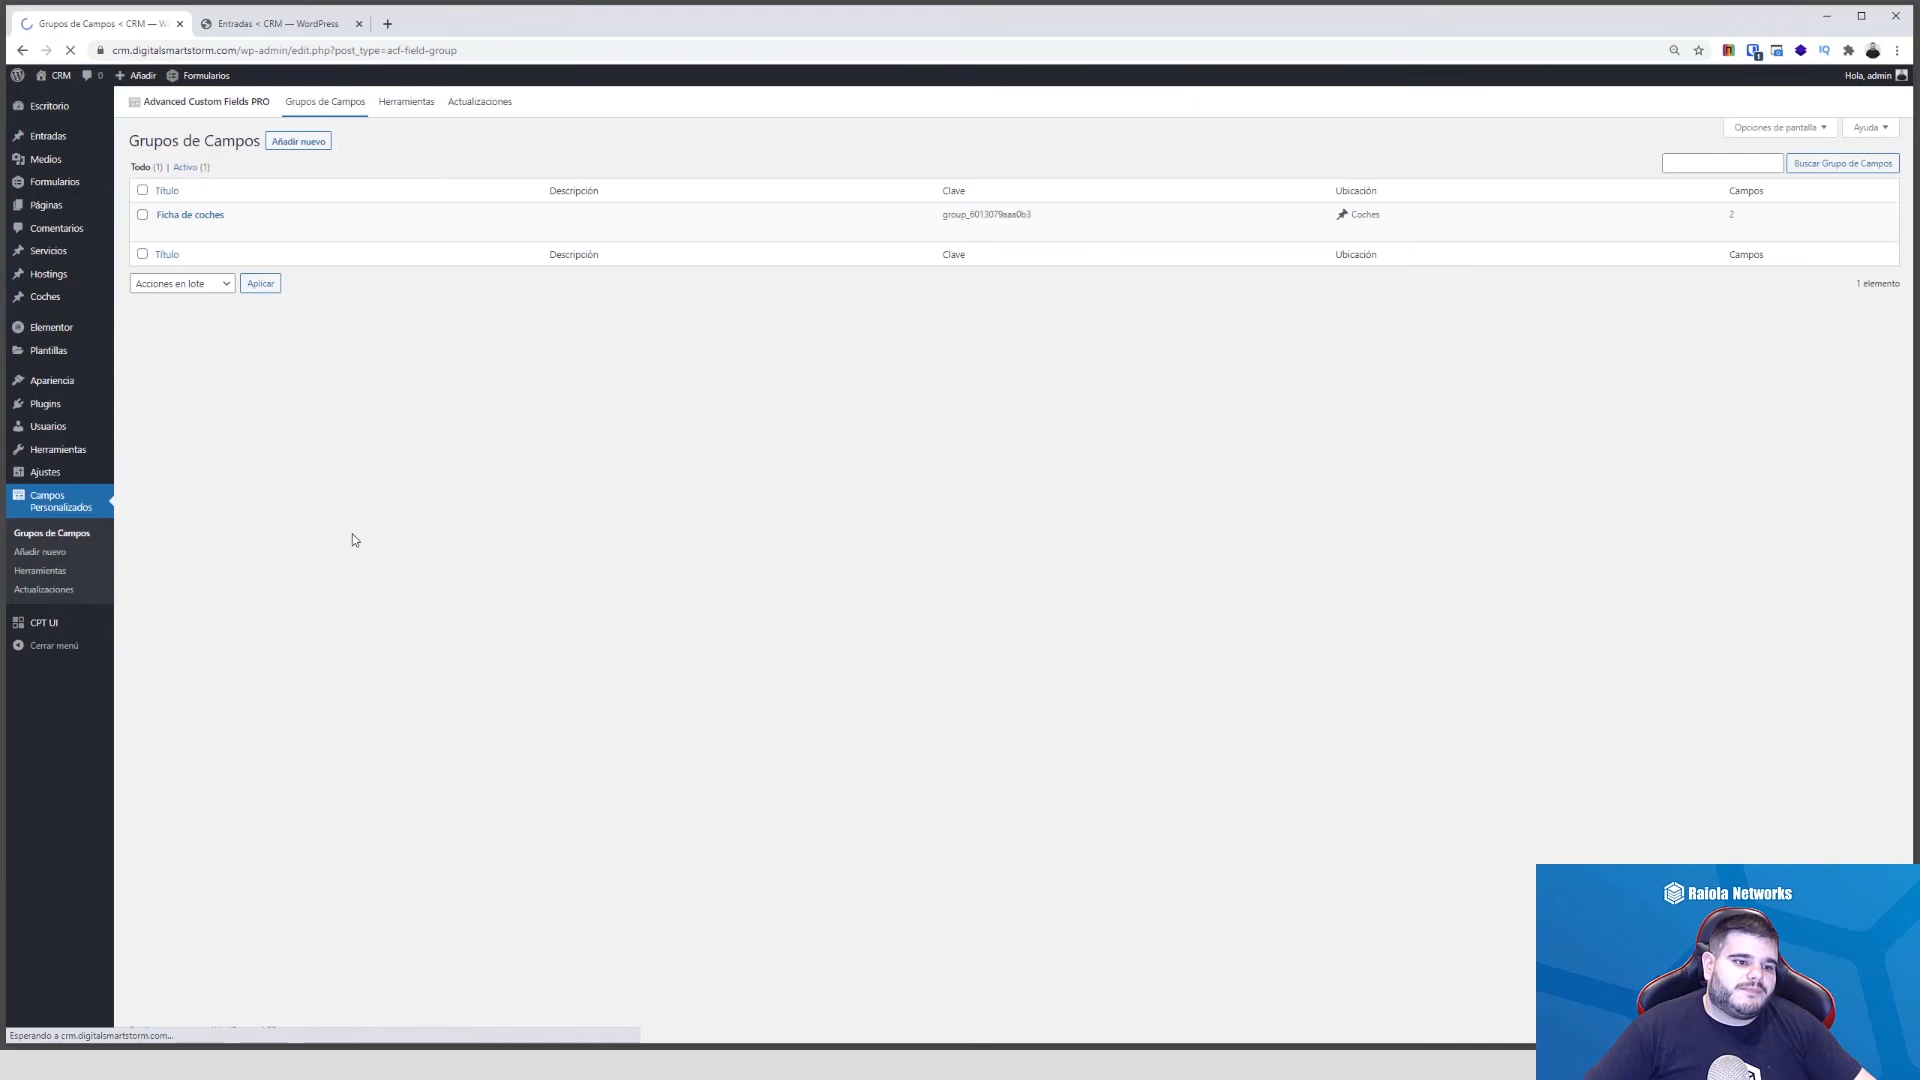 Grupos de Campos < CRM — W
Entradas < CRM — WordPress
crm.digitalsmartstorm.com/wp-admin/edit.php?post_type=acf-field-group
CRM
0
Añadir
Formularios
Hola, admin
Escritorio
Entradas
Medios
Formularios
Páginas
Comentarios
Servicios
Hostings
Coches
Elementor
Plantillas
Apariencia
Plugins
Usuarios
Herramientas
Ajustes
Campos
Personalizados
Grupos de Campos
Añadir nuevo
Herramientas
Actualizaciones
CPT UI
Cerrar menú
Advanced Custom Fields PRO
Grupos de Campos
Herramientas
Actualizaciones
Opciones de pantalla
Ayuda
Grupos de Campos
Añadir nuevo
Todo (1) | Activo (1)
Buscar Grupo de Campos
Título Descripción Clave Ubicación Campos
Ficha de coches group_6013079aaa0b3 Coches 2
Título Descripción Clave Ubicación Campos
Acciones en lote
Aplicar
1 elemento
Esperando a crm.digitalsmartstorm.com...
Raiola Networks